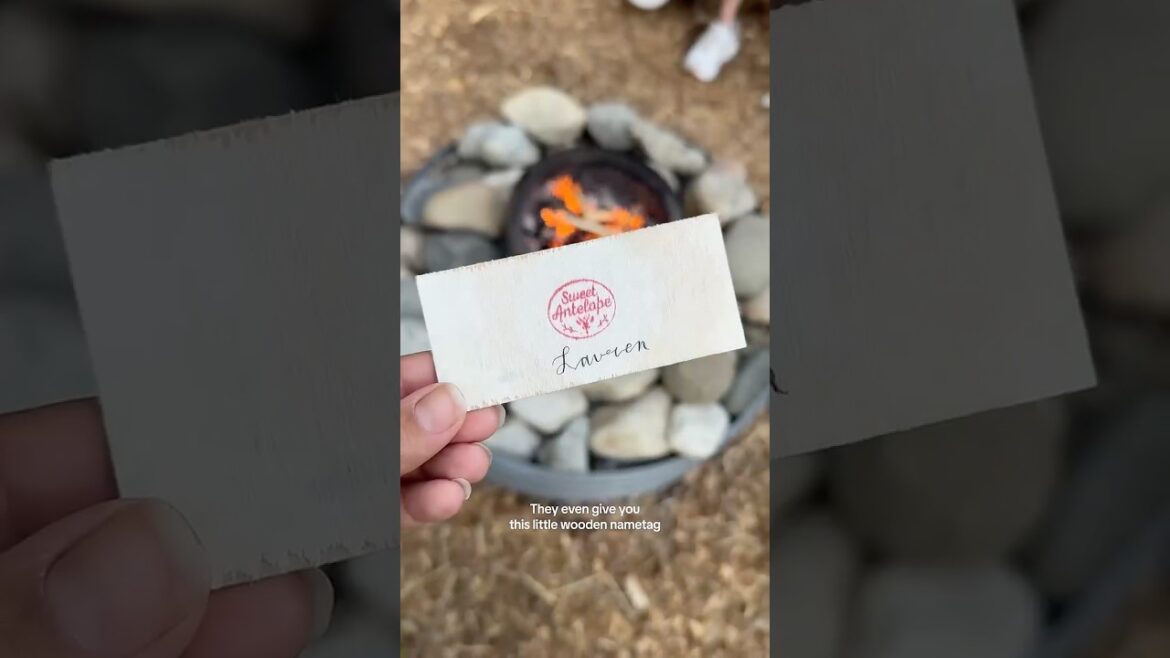 Sweet
Antelope
Lauren
They even give you
this little wooden nametag